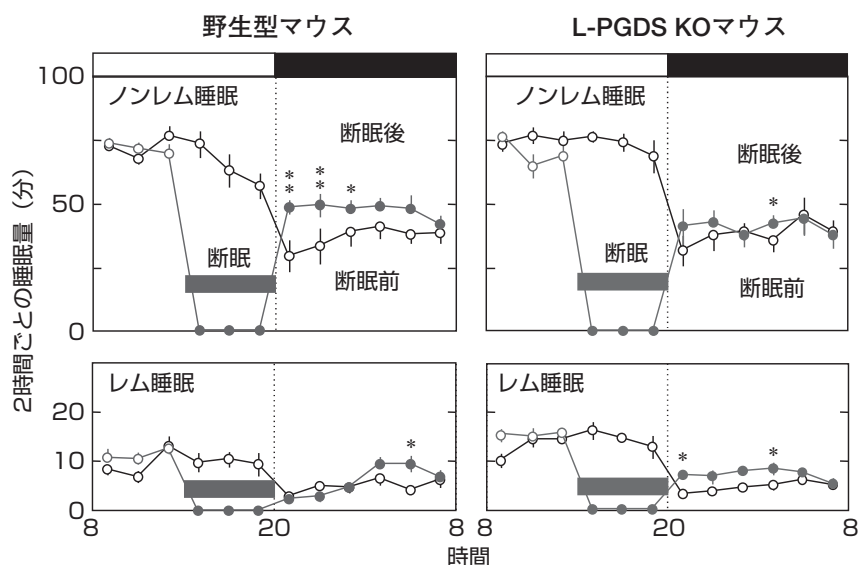 野生型マウス
L-PGDS KOマウス
2時間ごとの睡眠量（分）
100
50
0
ノンレム睡眠
断眠後
**
**
*
断眠
断眠前
ノンレム睡眠
断眠後
*
断眠
断眠前
20
10
0
レム睡眠
*
レム睡眠
*
*
8
20
8
8
20
8
時間